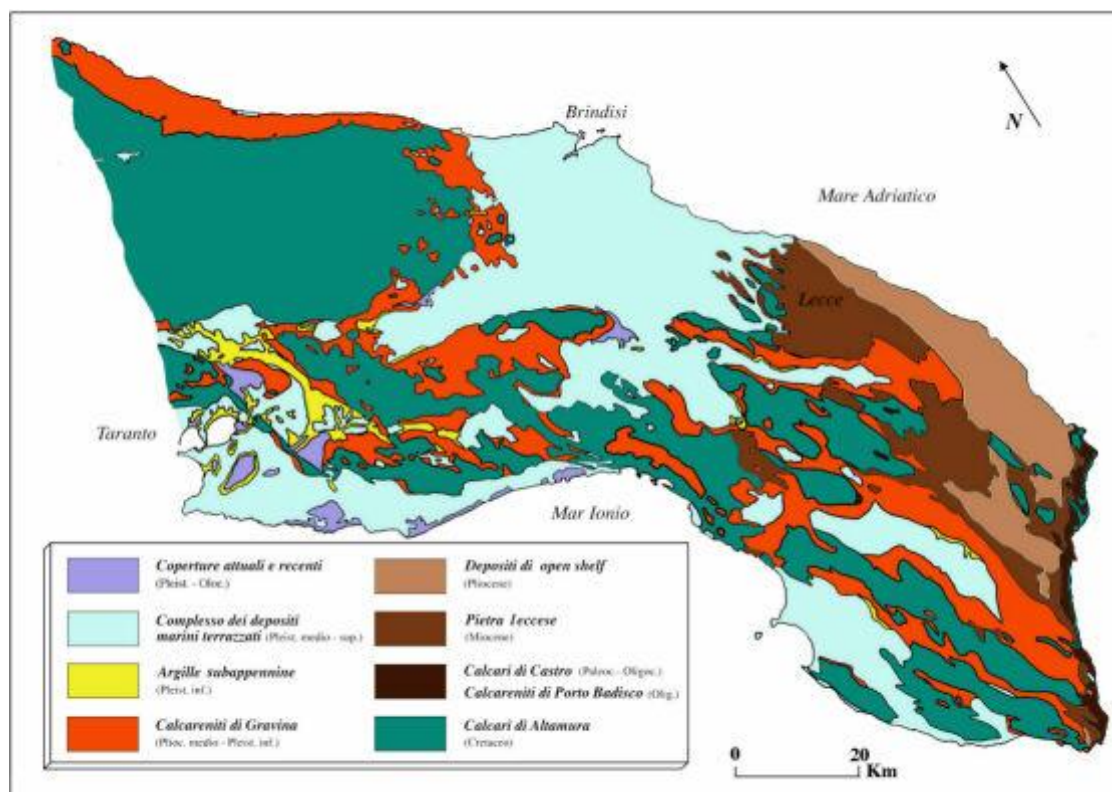 Brindisi
N
Mare Adriatico
Lecce
Taranto
Mar Ionio
Coperture attuali e recenti
(Pleist. - Oloc.)
Complesso dei depositi
marini terrazzati (Pleist. medio - sup.)
Argille subappennine
(Pleist. inf.)
Calcareniti di Gravina
(Plioc. medio - Pleist. inf.)
Depositi di open shelf
(Pliocene)
Pietra leccese
(Miocene)
Calcari di Castro (Paleoc. - Oligoc.)
Calcareniti di Porto Badisco (Olig.)
Calcari di Altamura
(Cretaceo)
0 20
Km